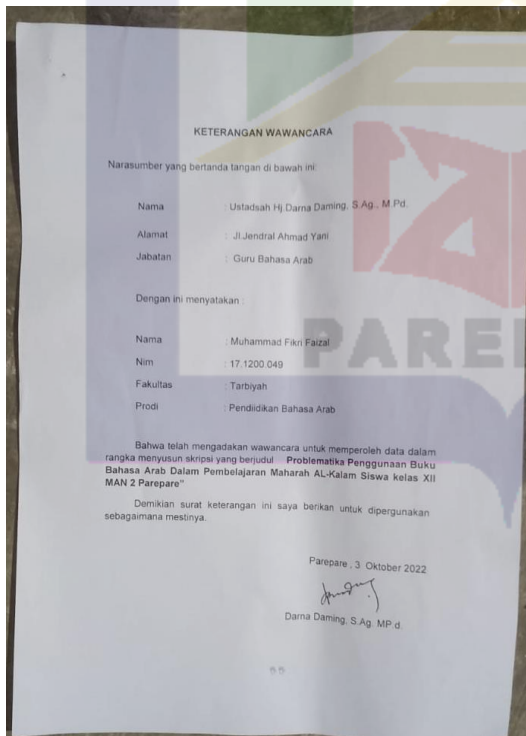 KETERANGAN WAWANCARA
Narasumber yang bertanda tangan di bawah ini:
Nama : Ustadsah Hj.Darna Daming, S.Ag., M.Pd.
Alamat : Jl.Jendral Ahmad Yani
Jabatan : Guru Bahasa Arab
Dengan ini menyatakan :
Nama : Muhammad Fikri Faizal
Nim : 17.1200.049
Fakultas : Tarbiyah
Prodi : Pendiidikan Bahasa Arab
Bahwa telah mengadakan wawancara untuk memperoleh data dalam
rangka menyusun skripsi yang berjudul Problematika Penggunaan Buku
Bahasa Arab Dalam Pembelajaran Maharah AL-Kalam Siswa kelas XII
MAN 2 Parepare"
Demikian surat keterangan ini saya berikan untuk dipergunakan
sebagaimana mestinya.
Parepare , 3 Oktober 2022
Darna Daming, S.Ag. MP.d.
PAREP